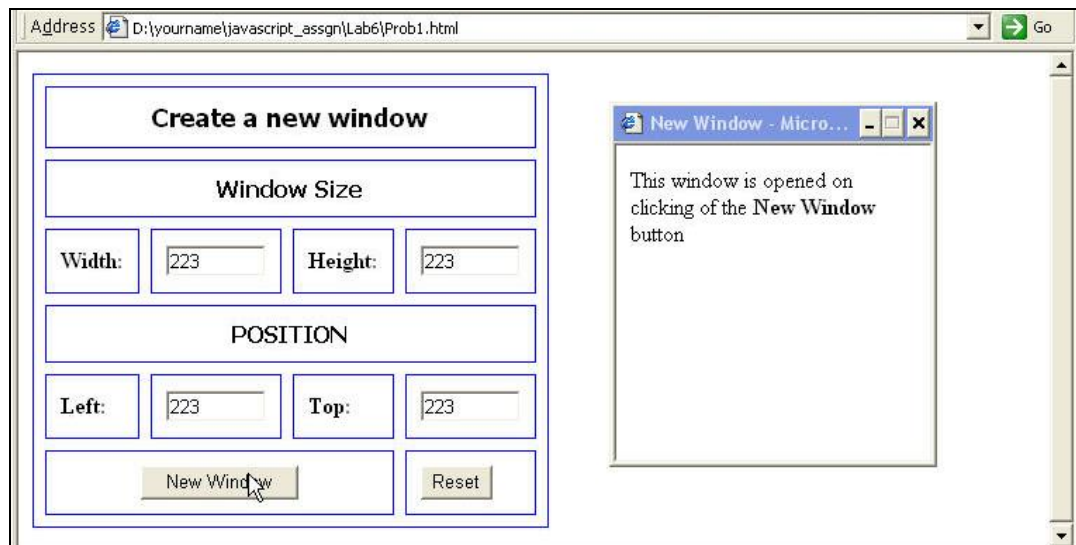 Address D:\yourname\javascript_assgn\Lab6\Prob1.html Go
Create a new window
Window Size
Width: 223 Height: 223
POSITION
Left: 223 Top: 223
New Window Reset
New Window - Micro...
This window is opened on
clicking of the New Window
button